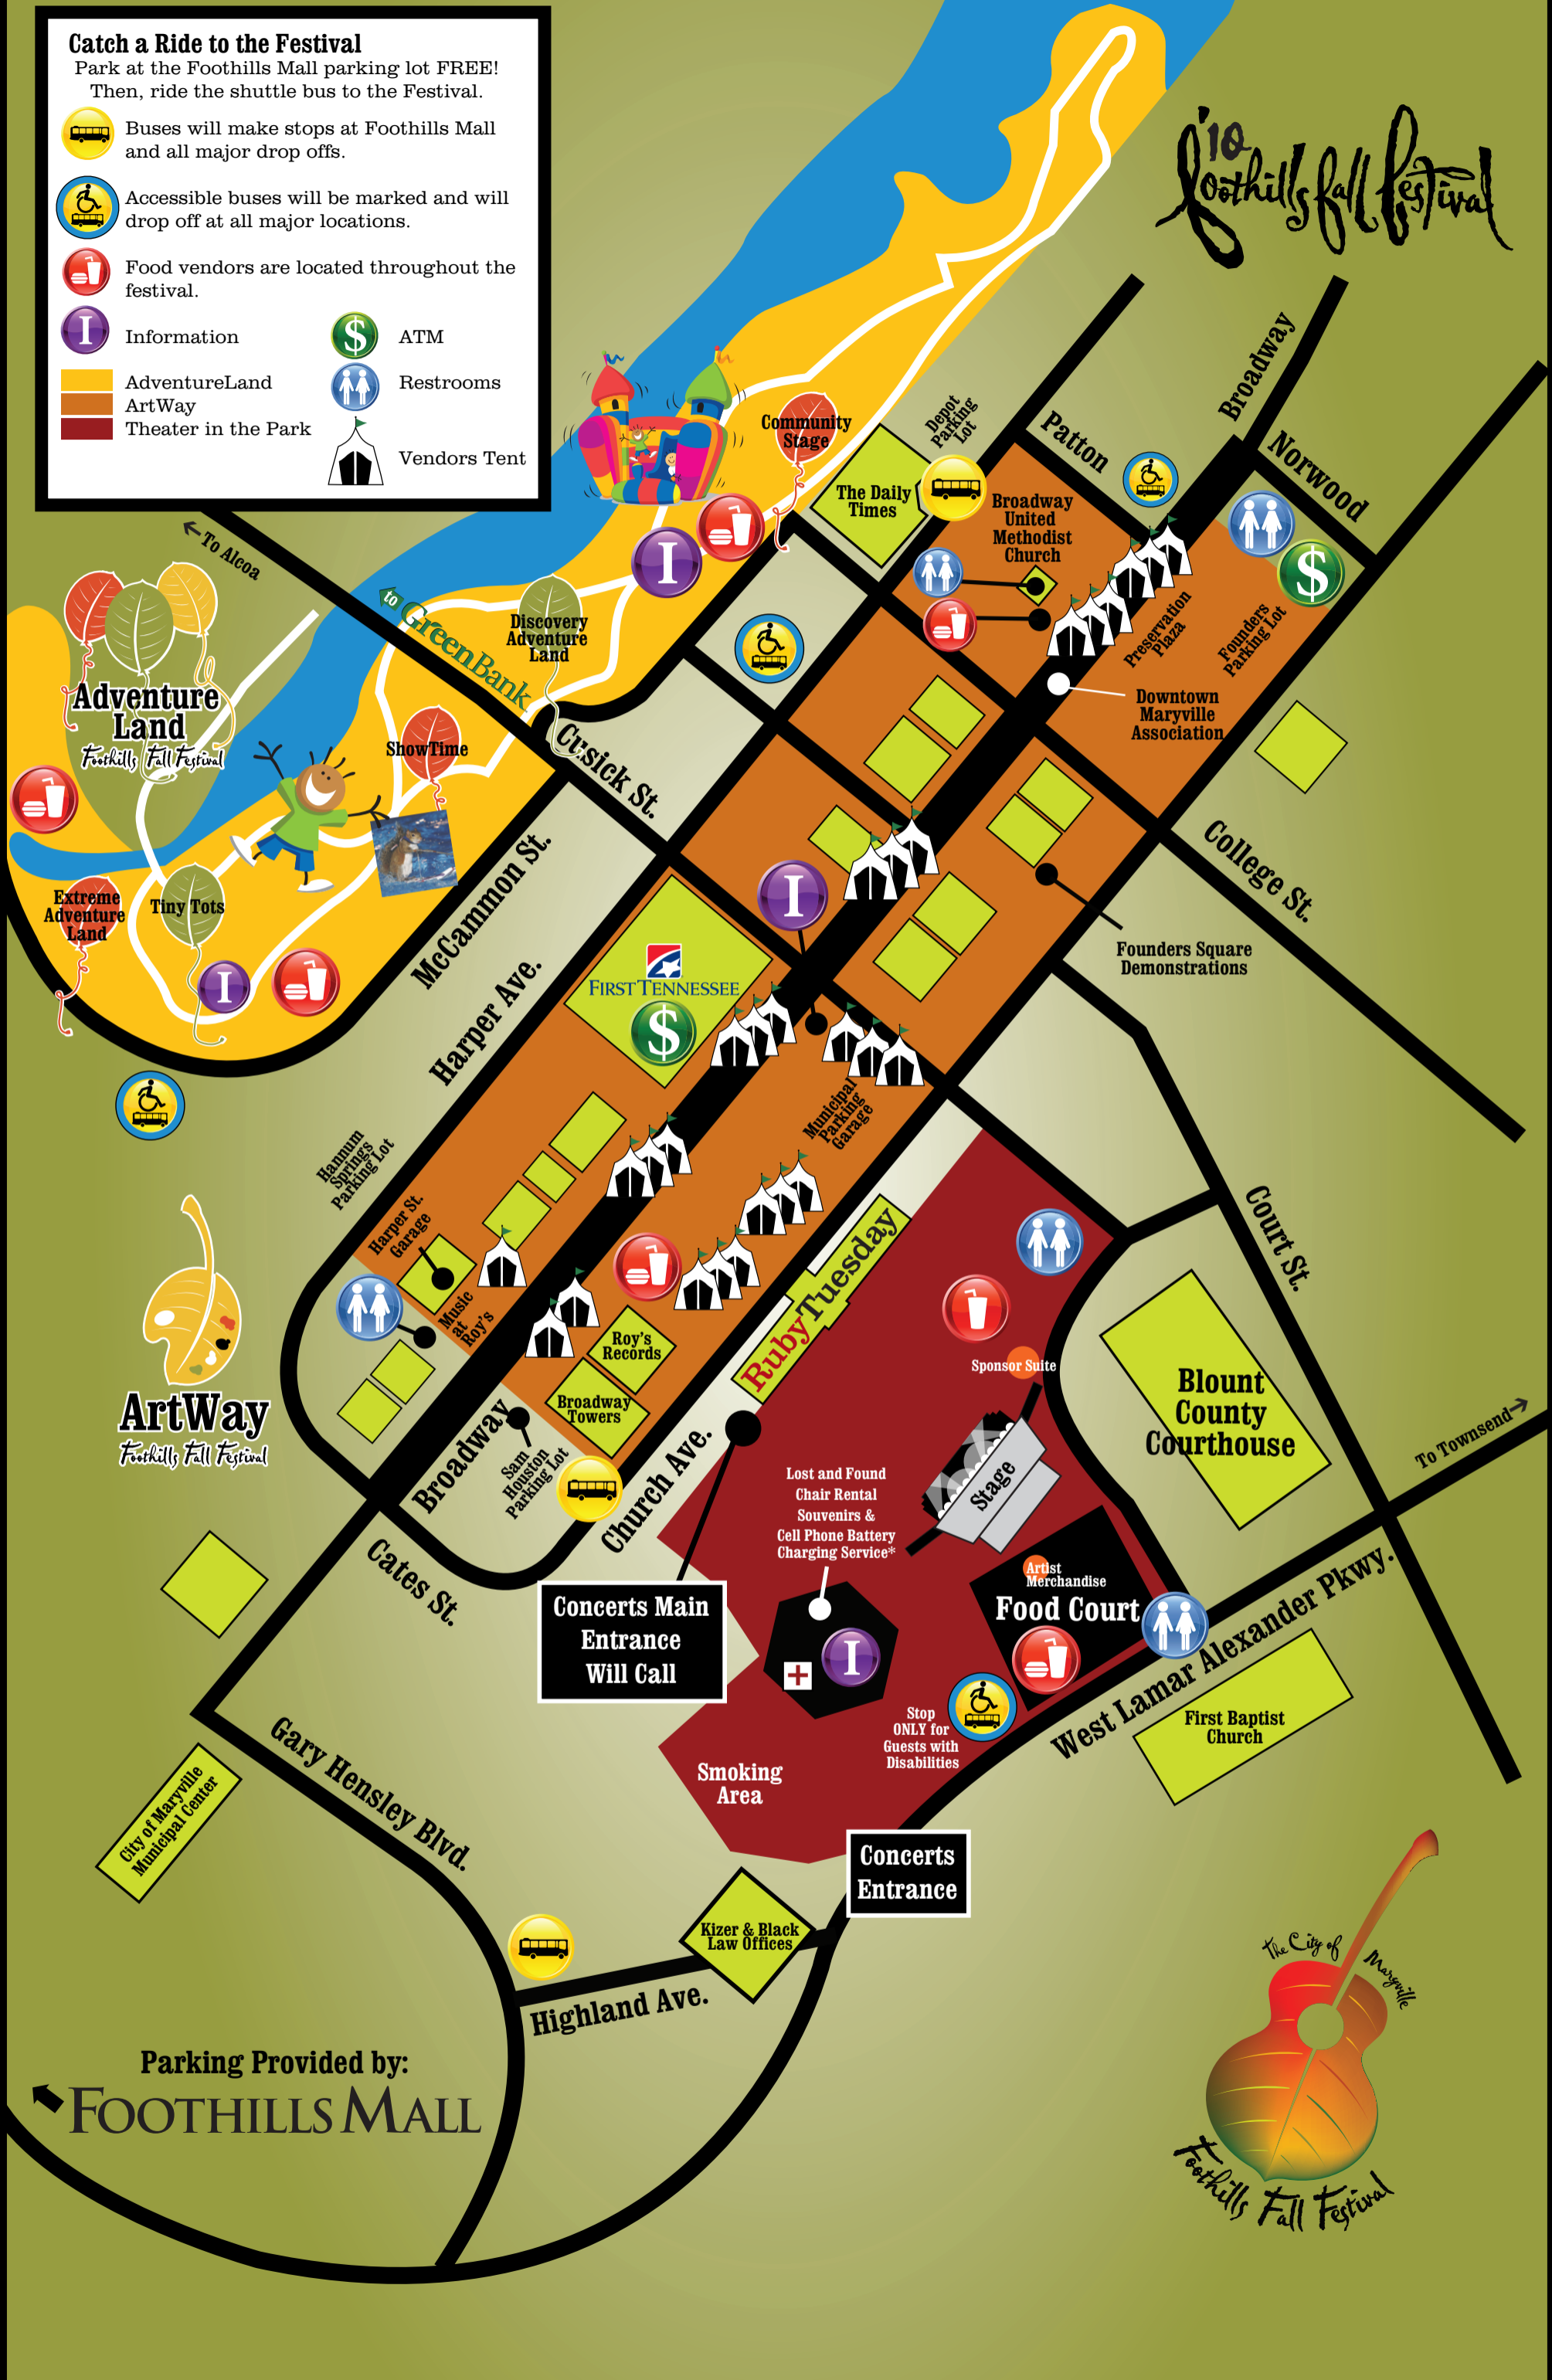 Catch a Ride to the Festival
Park at the Foothills Mall parking lot FREE!
Then, ride the shuttle bus to the Festival.
Buses will make stops at Foothills Mall
and all major drop offs.
Accessible buses will be marked and will
drop off at all major locations.
Food vendors are located throughout the
festival.
I
Information
$
ATM
AdventureLand
Restrooms
ArtWay
Theater in the Park
Vendors Tent
'10
Foothills Fall Festival
Broadway
Patton
Norwood
Depot
Parking
Lot
Community
Stage
The Daily
Times
Broadway
United
Methodist
Church
I
$
←To Alcoa
to
GreenBank
Discovery
Adventure
Land
Preservation
Plaza
Founders
Parking Lot
Downtown
Maryville
Association
Adventure
Land
Foothills Fall Festival
ShowTime
Cusick St.
McCammon St.
Harper Ave.
College St.
Extreme
Adventure
Land
Tiny Tots
I
I
Founders Square
Demonstrations
FIRST TENNESSEE
$
Municipal
Parking
Garage
Hannum
Springs
Parking Lot
Harper St.
Garage
Music
at
Roy's
Roy's
Records
Broadway
Towers
Ruby Tuesday
Court St.
Sponsor Suite
Blount
County
Courthouse
To Townsend→
ArtWay
Foothills Fall Festival
Broadway
Sam
Houston
Parking Lot
Church Ave.
Stage
Lost and Found
Chair Rental
Souvenirs &
Cell Phone Battery
Charging Service*
Cates St.
Concerts Main
Entrance
Will Call
Artist
Merchandise
Food Court
I
Stop
ONLY for
Guests with
Disabilities
West Lamar Alexander Pkwy.
First Baptist
Church
Smoking
Area
Gary Hensley Blvd.
City of Maryville
Municipal Center
Concerts
Entrance
Kizer & Black
Law Offices
Highland Ave.
The City of
Maryville
Foothills Fall Festival
Parking Provided by:
FOOTHILLS MALL